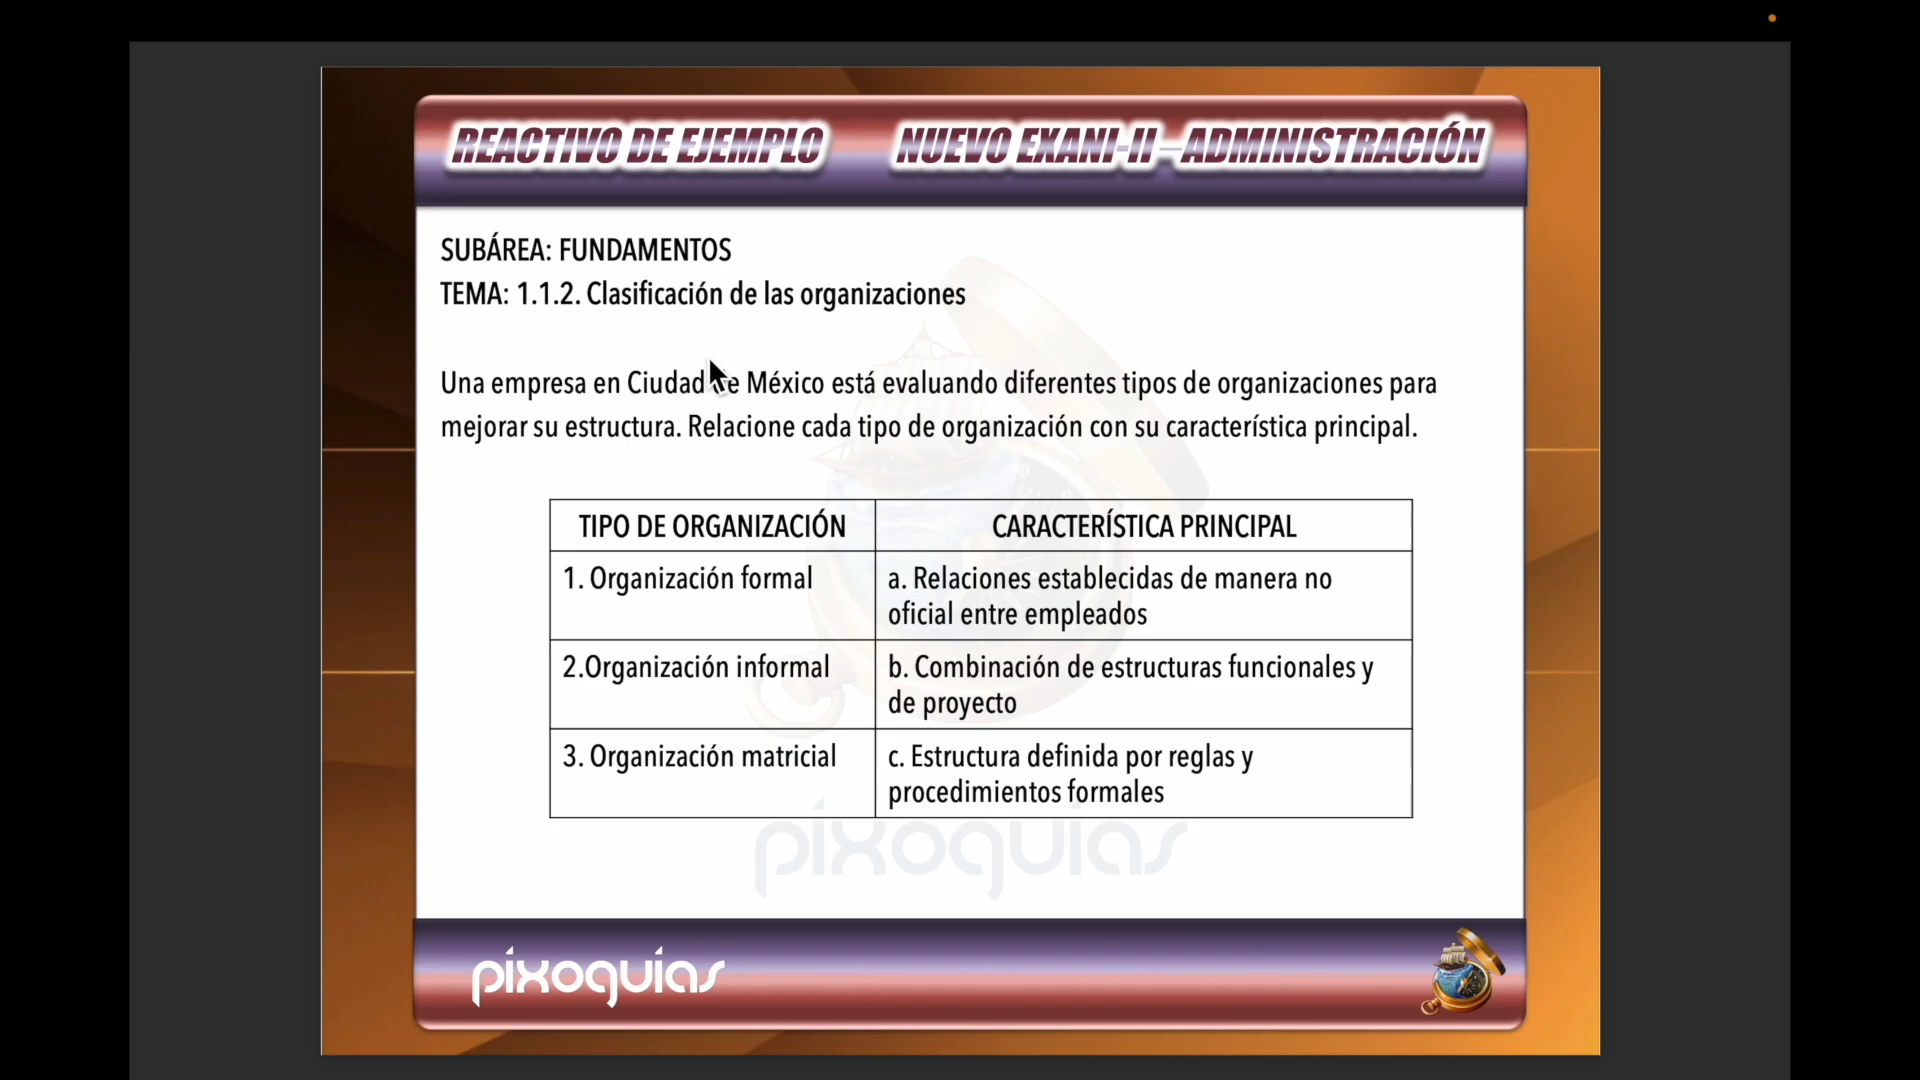 REACTIVO DE EJEMPLO NUEVO EXANI-II – ADMINISTRACIÓN
SUBÁREA: FUNDAMENTOS
TEMA: 1.1.2. Clasificación de las organizaciones
Una empresa en Ciudad de México está evaluando diferentes tipos de organizaciones para
mejorar su estructura. Relacione cada tipo de organización con su característica principal.
TIPO DE ORGANIZACIÓN CARACTERÍSTICA PRINCIPAL
1. Organización formal
a. Relaciones establecidas de manera no
oficial entre empleados
2.Organización informal
b. Combinación de estructuras funcionales y
de proyecto
3. Organización matricial
c. Estructura definida por reglas y
procedimientos formales
pixoguías
pixoguías